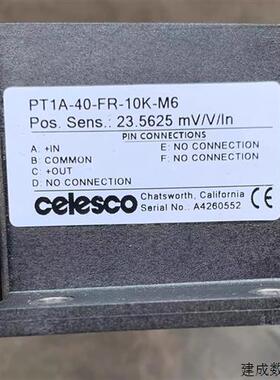 PT1A-40-FR-10K-M6
Pos. Sens.: 23.5625 mV/V/In
PIN CONNECTIONS
A: +IN
B: COMMON
C: +OUT
D: NO CONNECTION
E: NO CONNECTION
F: NO CONNECTION
celesco
Chatsworth, California
Serial No.: A4260552
CE
建成数